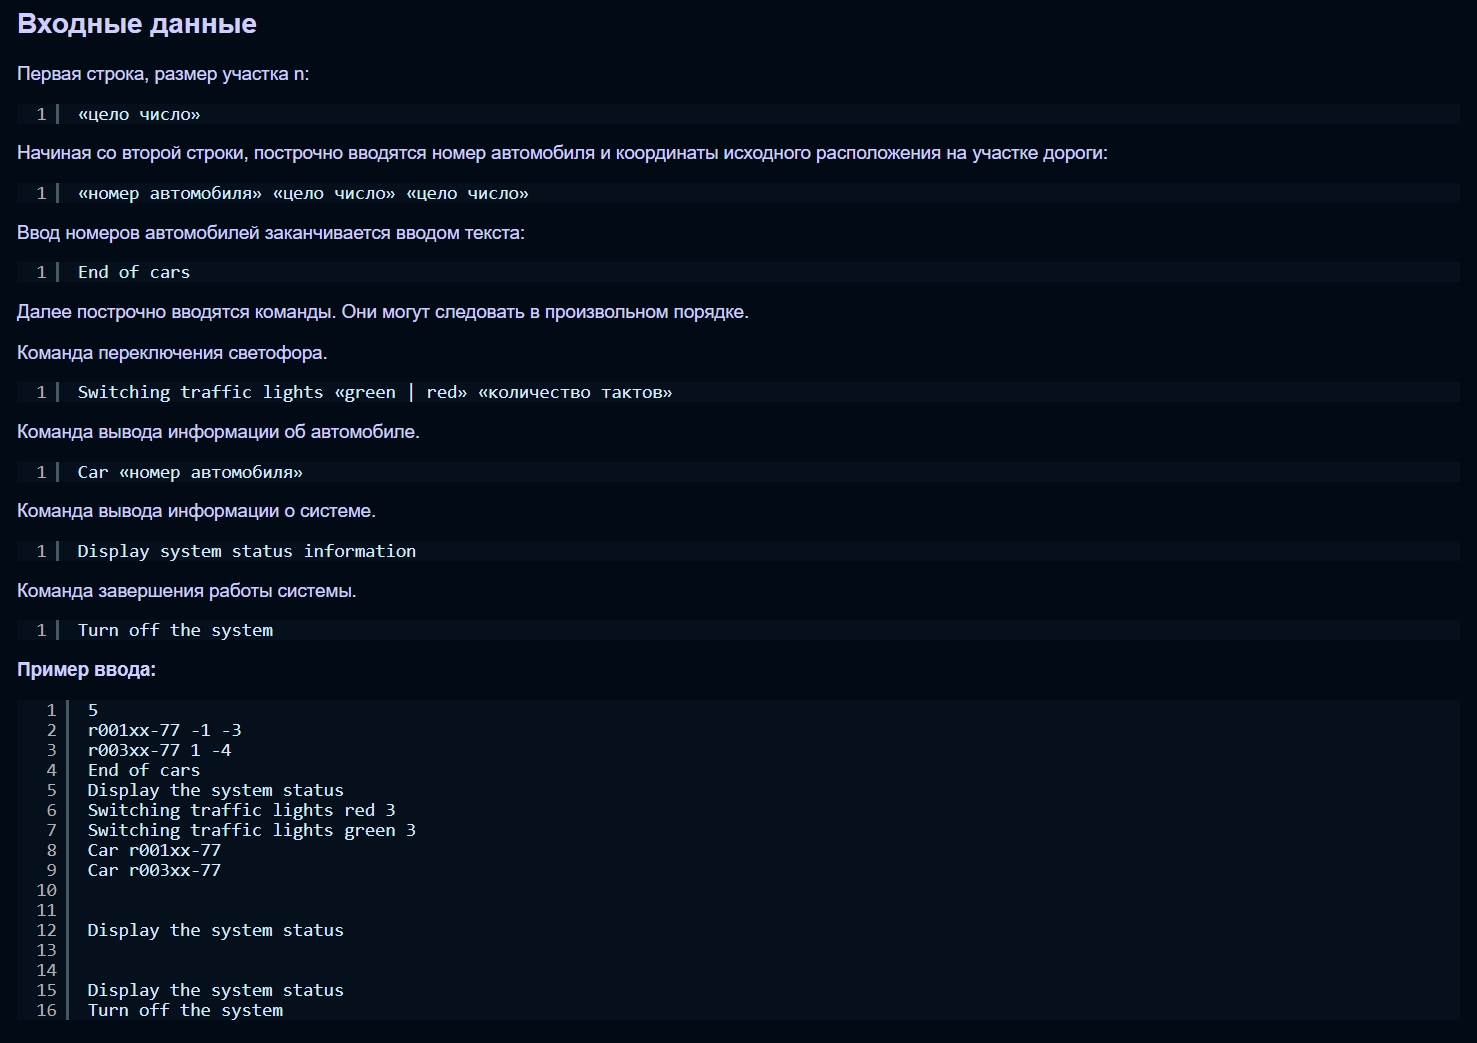 Входные данные
Первая строка, размер участка n:
1 «цело число»
Начиная со второй строки, построчно вводятся номер автомобиля и координаты исходного расположения на участке дороги:
1 «номер автомобиля» «цело число» «цело число»
Ввод номеров автомобилей заканчивается вводом текста:
1 End of cars
Далее построчно вводятся команды. Они могут следовать в произвольном порядке.
Команда переключения светофора.
1 Switching traffic lights «green | red» «количество тактов»
Команда вывода информации об автомобиле.
1 Car «номер автомобиля»
Команда вывода информации о системе.
1 Display system status information
Команда завершения работы системы.
1 Turn off the system
Пример ввода:
1 5
2 r001xx-77 -1 -3
3 r003xx-77 1 -4
4 End of cars
5 Display the system status
6 Switching traffic lights red 3
7 Switching traffic lights green 3
8 Car r001xx-77
9 Car r003xx-77
10
11
12 Display the system status
13
14
15 Display the system status
16 Turn off the system